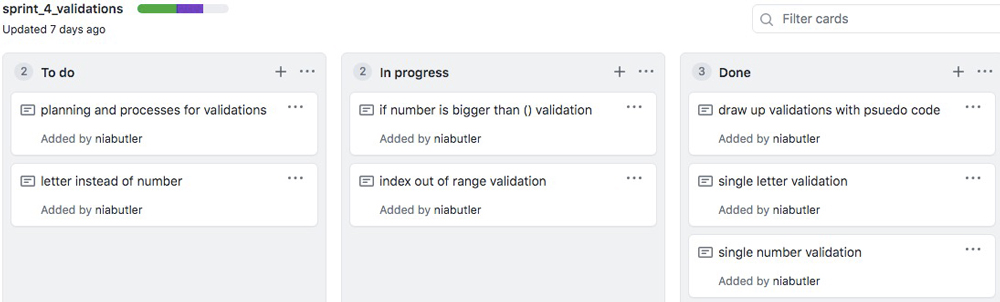 sprint_4_validations
Updated 7 days ago
Filter cards
2 To do + ...
planning and processes for validations ...
Added by niabutler
letter instead of number ...
Added by niabutler
2 In progress + ...
if number is bigger than () validation ...
Added by niabutler
index out of range validation ...
Added by niabutler
3 Done + ...
draw up validations with psuedo code ...
Added by niabutler
single letter validation ...
Added by niabutler
single number validation ...
Added by niabutler